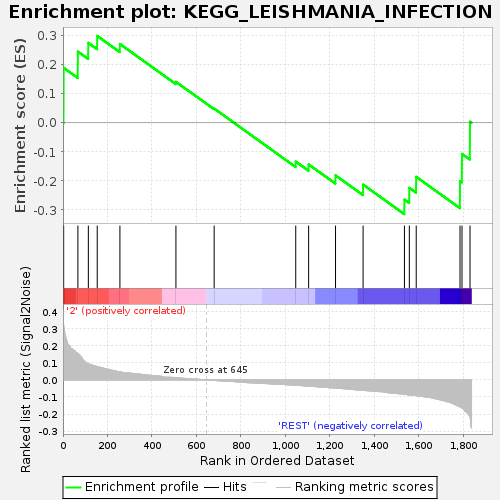 Enrichment plot: KEGG_LEISHMANIA_INFECTION
Enrichment score (ES)
0.3
0.2
0.1
0.0
-0.1
-0.2
-0.3
Ranked list metric (Signal2Noise)
'2' (positively correlated)
0.4
0.3
0.2
0.1
0.0
-0.1
-0.2
-0.3
Zero cross at 645
'REST' (negatively correlated)
0
200
400
600
800
1,000
1,200
1,400
1,600
1,800
Rank in Ordered Dataset
Enrichment profile
Hits
Ranking metric scores